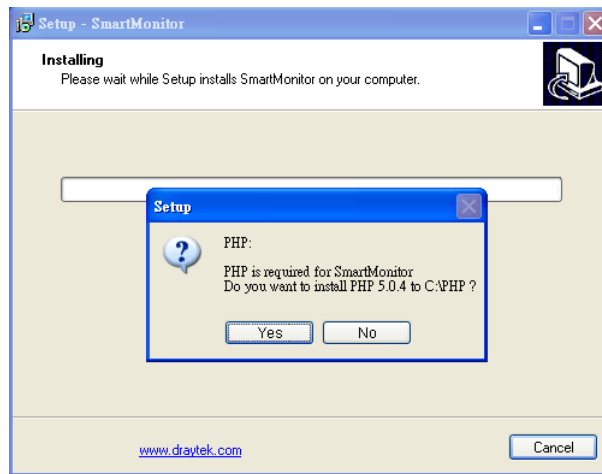 Setup - SmartMonitor
Installing
Please wait while Setup installs SmartMonitor on your computer.
Setup
PHP:
PHP is required for SmartMonitor
Do you want to install PHP 5.0.4 to C:\PHP ?
Yes
No
www.draytek.com
Cancel